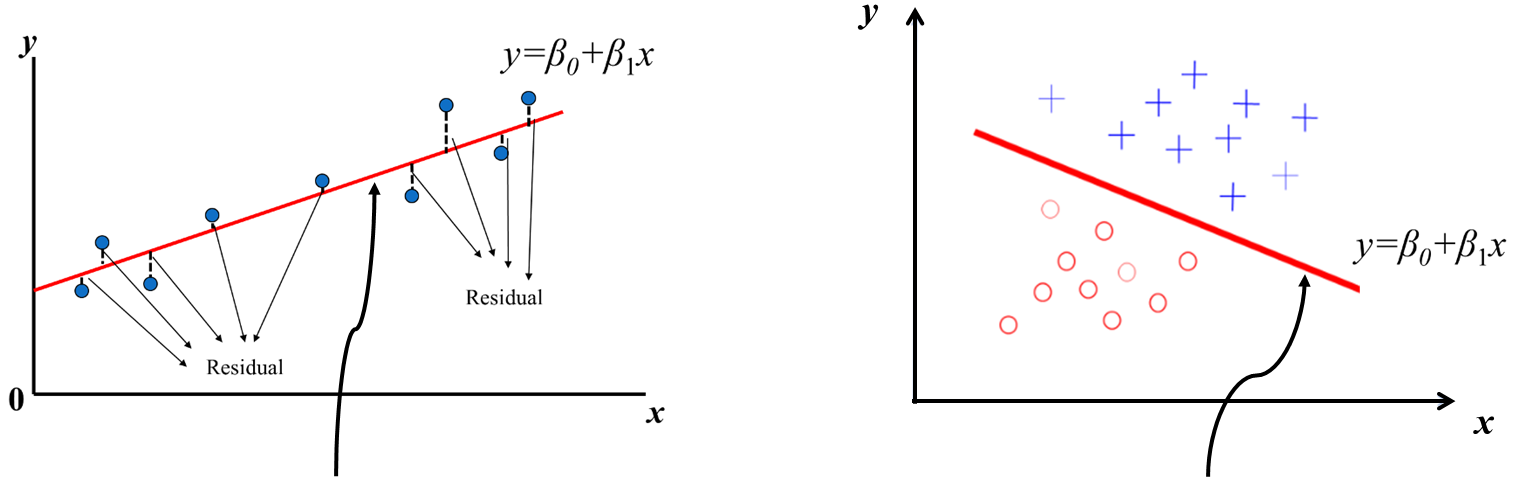 y
y=β₀+β₁x
Residual
Residual
0
x
y
y=β₀+β₁x
x